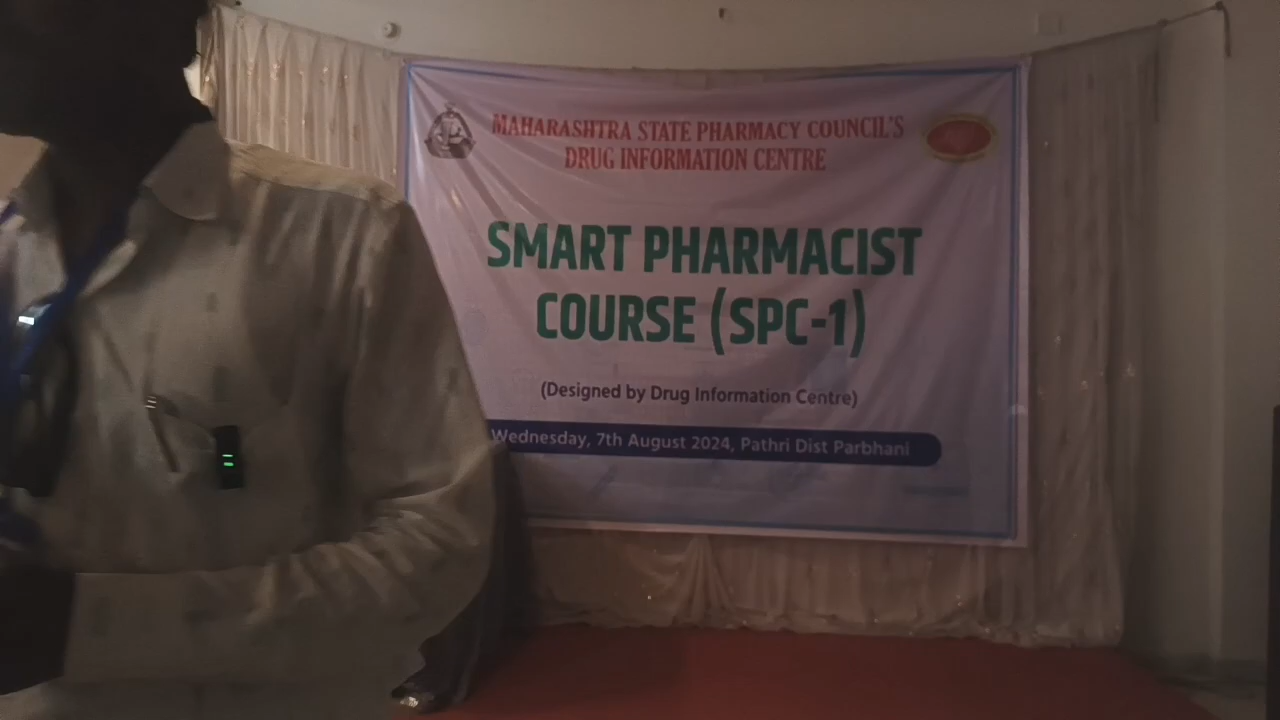 MAHARASHTRA STATE PHARMACY COUNCIL'S
DRUG INFORMATION CENTRE
SMART PHARMACIST
COURSE (SPC-1)
(Designed by Drug Information Centre)
Wednesday, 7th August 2024, Pathri Dist Parbhani